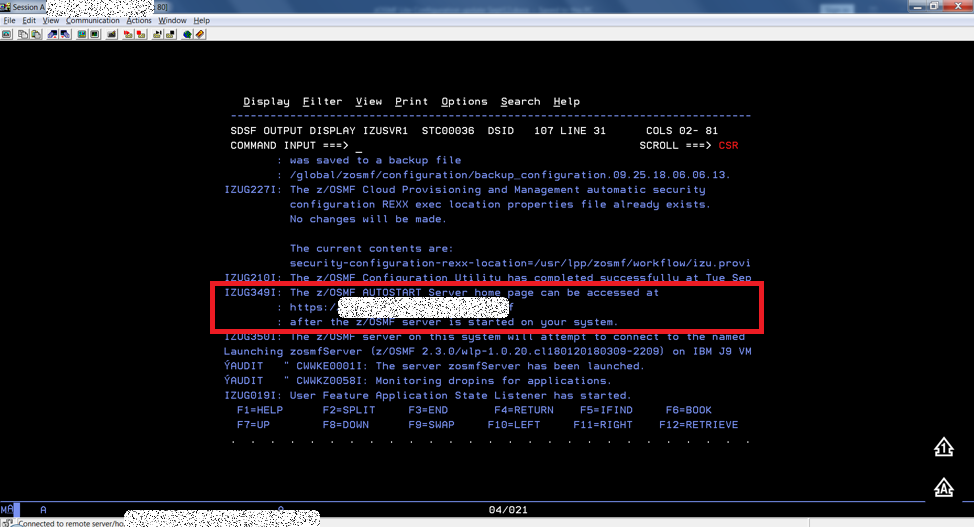 Session A : 80]
File Edit View Communication Actions Window Help
Display Filter View Print Options Search Help
-------------------------------------------------------------------------------
SDSF OUTPUT DISPLAY IZUSVR1 STC00036 DSID 107 LINE 31 COLS 02- 81
COMMAND INPUT ===> _ SCROLL ===> CSR
: was saved to a backup file
: /global/zosmf/configuration/backup_configuration.09.25.18.06.06.13.
IZUG227I: The z/OSMF Cloud Provisioning and Management automatic security
configuration REXX exec location properties file already exists.
No changes will be made.
The current contents are:
security-configuration-rexx-location=/usr/lpp/zosmf/workflow/izu.provi
IZUG210I: The z/OSMF Configuration Utility has completed successfully at Tue Sep
IZUG349I: The z/OSMF AUTOSTART Server home page can be accessed at
: https:/ f
: after the z/OSMF server is started on your system.
IZUG350I: The z/OSMF server on this system will attempt to connect to the named
Launching zosmfServer (z/OSMF 2.3.0/wlp-1.0.20.cl180120180309-2209) on IBM J9 VM
ÝAUDIT " CWWKE0001I: The server zosmfServer has been launched.
ÝAUDIT " CWWKZ0058I: Monitoring dropins for applications.
IZUG019I: User Feature Application State Listener has started.
F1=HELP F2=SPLIT F3=END F4=RETURN F5=IFIND F6=BOOK
F7=UP F8=DOWN F9=SWAP F10=LEFT F11=RIGHT F12=RETRIEVE
1
A
MA A 04/021
Connected to remote server/ho